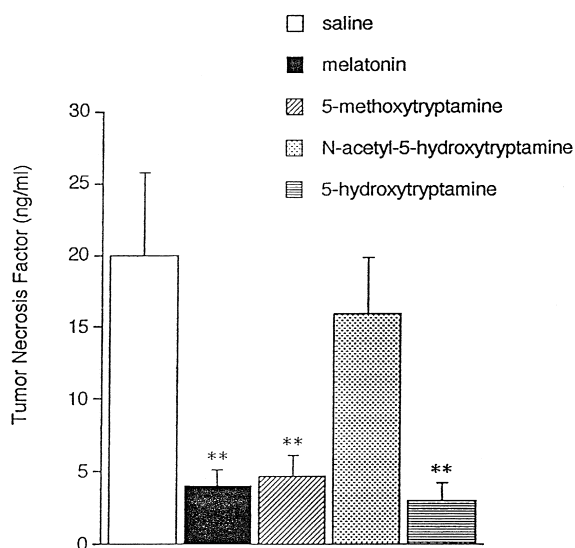 saline
melatonin
5-methoxytryptamine
N-acetyl-5-hydroxytryptamine
5-hydroxytryptamine
Tumor Necrosis Factor (ng/ml)
30
25
20
15
10
5
0
**
**
**